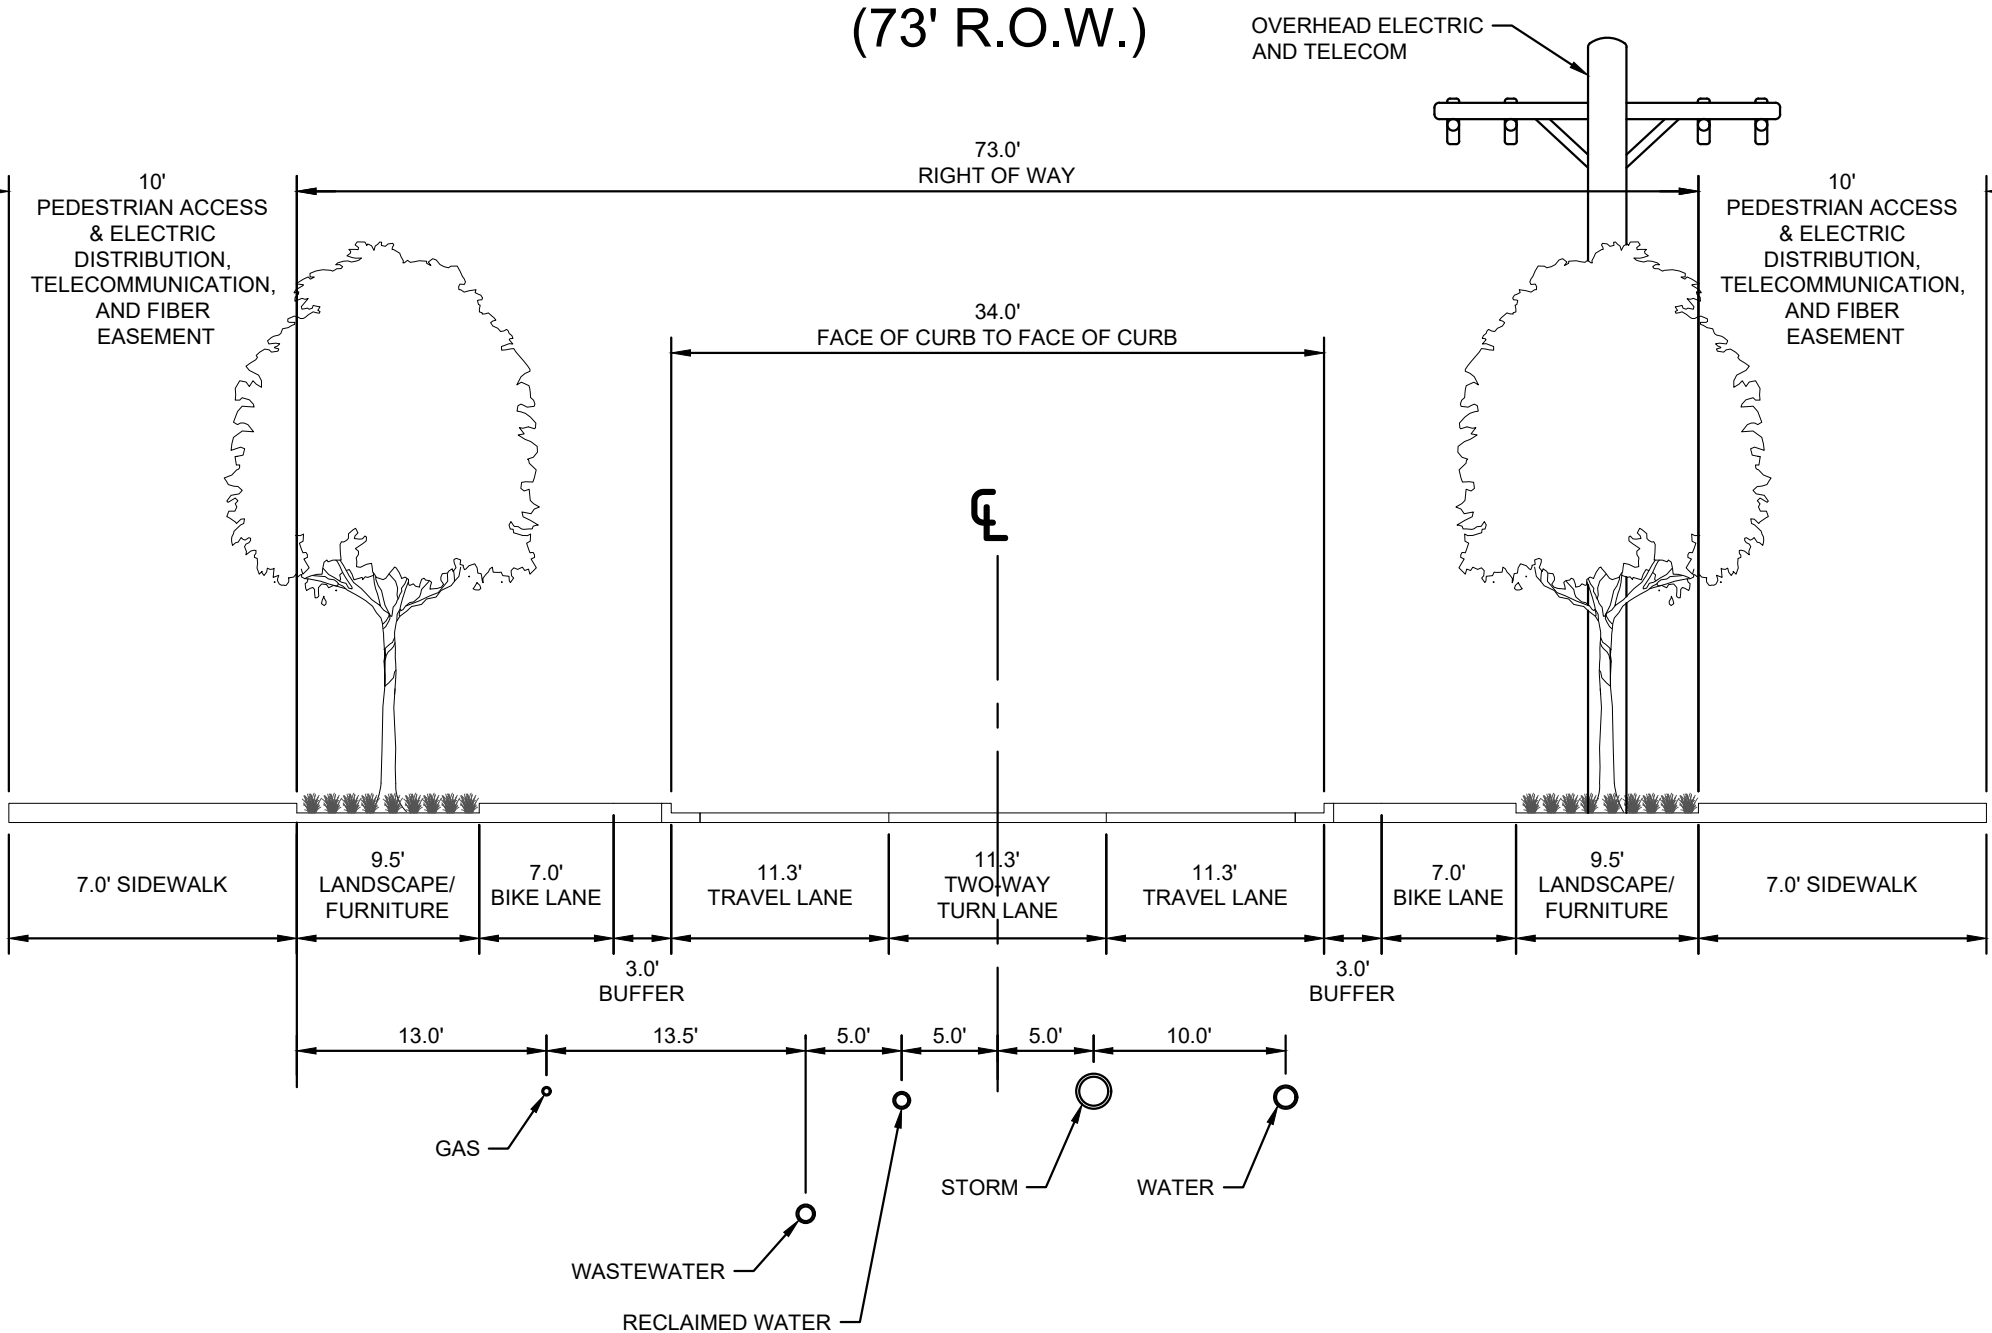 (73' R.O.W.)
OVERHEAD ELECTRIC
AND TELECOM
73.0'
RIGHT OF WAY
10'
PEDESTRIAN ACCESS
& ELECTRIC
DISTRIBUTION,
TELECOMMUNICATION,
AND FIBER
EASEMENT
10'
PEDESTRIAN ACCESS
& ELECTRIC
DISTRIBUTION,
TELECOMMUNICATION,
AND FIBER
EASEMENT
34.0'
FACE OF CURB TO FACE OF CURB
℄
7.0' SIDEWALK
9.5'
LANDSCAPE/
FURNITURE
7.0'
BIKE LANE
11.3'
TRAVEL LANE
11.3'
TWO-WAY
TURN LANE
11.3'
TRAVEL LANE
7.0'
BIKE LANE
9.5'
LANDSCAPE/
FURNITURE
7.0' SIDEWALK
3.0'
BUFFER
3.0'
BUFFER
13.0'
13.5'
5.0'
5.0'
5.0'
10.0'
GAS
STORM
WATER
WASTEWATER
RECLAIMED WATER